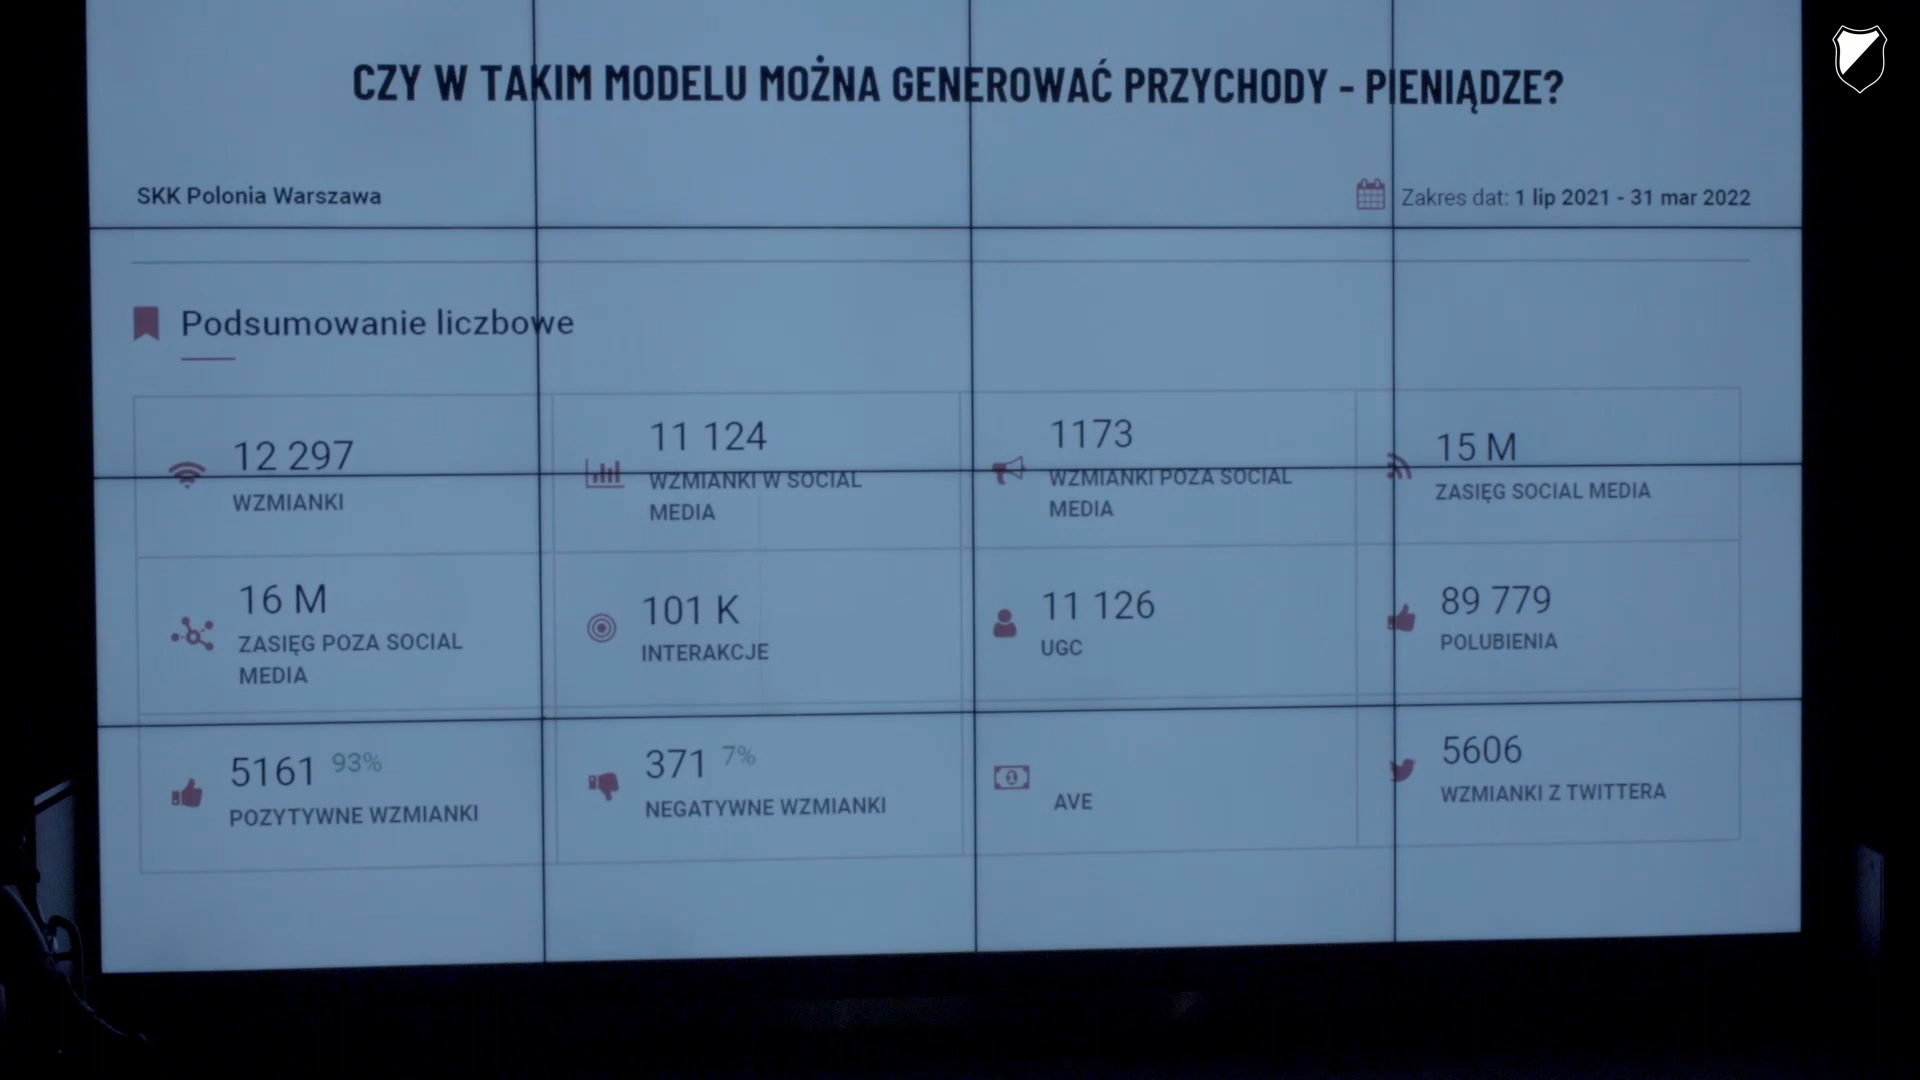 CZY W TAKIM MODELU MOŻNA GENEROWAĆ PRZYCHODY - PIENIĄDZE?
SKK Polonia Warszawa
Zakres dat: 1 lip 2021 - 31 mar 2022
Podsumowanie liczbowe
12 297
WZMIANKI
11 124
WZMIANKI W SOCIAL
MEDIA
1173
WZMIANKI POZA SOCIAL
MEDIA
15 M
ZASIĘG SOCIAL MEDIA
16 M
ZASIĘG POZA SOCIAL
MEDIA
101 K
INTERAKCJE
11 126
UGC
89 779
POLUBIENIA
5161 93%
POZYTYWNE WZMIANKI
371 7%
NEGATYWNE WZMIANKI
AVE
5606
WZMIANKI Z TWITTERA